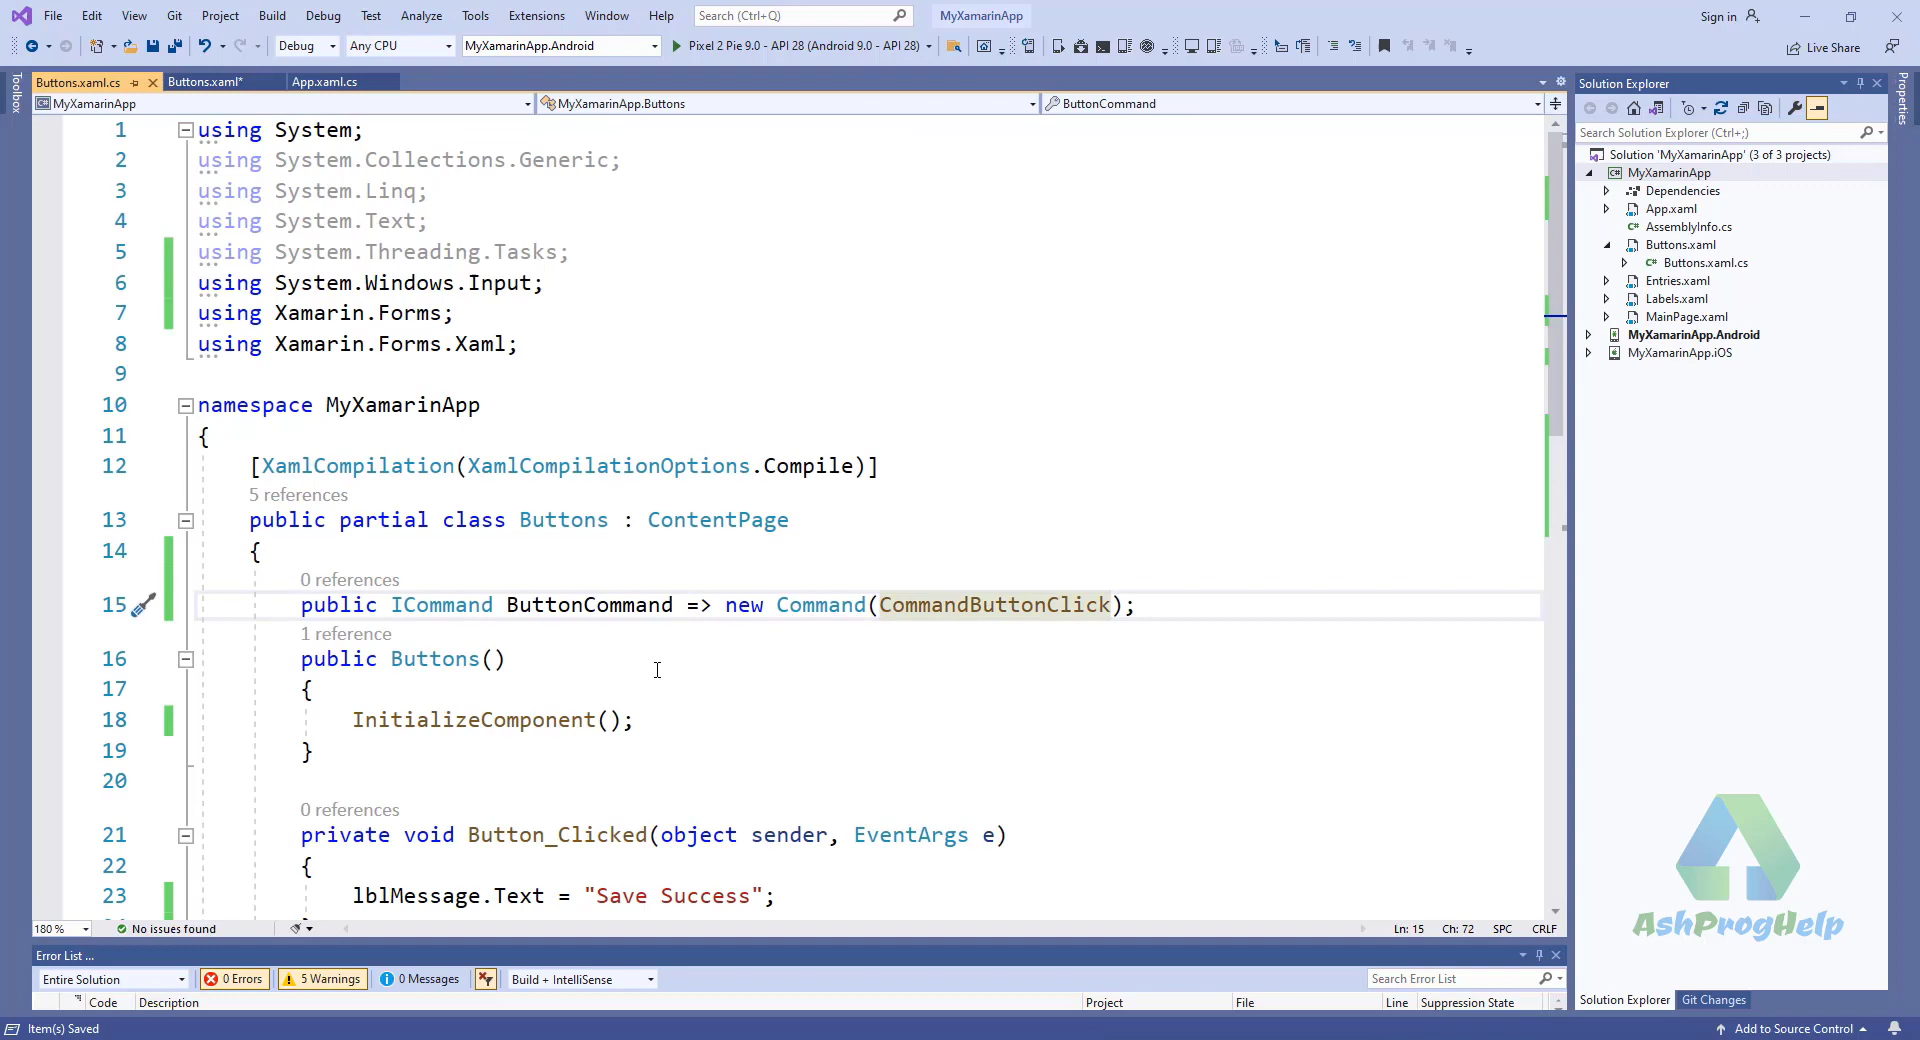 File Edit View Git Project Build Debug Test Analyze Tools Extensions Window Help Search (Ctrl+Q) MyXamarinApp Sign in
Debug Any CPU MyXamarinApp.Android Pixel 2 Pie 9.0 - API 28 (Android 9.0 - API 28) Live Share
Toolbox
Buttons.xaml.cs Buttons.xaml* App.xaml.cs
MyXamarinApp MyXamarinApp.Buttons ButtonCommand
1 using System;
2 using System.Collections.Generic;
3 using System.Linq;
4 using System.Text;
5 using System.Threading.Tasks;
6 using System.Windows.Input;
7 using Xamarin.Forms;
8 using Xamarin.Forms.Xaml;
9
10 namespace MyXamarinApp
11 {
12 [XamlCompilation(XamlCompilationOptions.Compile)]
5 references
13 public partial class Buttons : ContentPage
14 {
0 references
15 public ICommand ButtonCommand => new Command(CommandButtonClick);
1 reference
16 public Buttons()
17 {
18 InitializeComponent();
19 }
20
0 references
21 private void Button_Clicked(object sender, EventArgs e)
22 {
23 lblMessage.Text = "Save Success";
180 % No issues found Ln: 15 Ch: 72 SPC CRLF
Error List ...
Entire Solution 0 Errors 5 Warnings 0 Messages Build + IntelliSense Search Error List
Code Description Project File Line Suppression State
Solution Explorer
Search Solution Explorer (Ctrl+;)
Solution 'MyXamarinApp' (3 of 3 projects)
MyXamarinApp
Dependencies
App.xaml
C# AssemblyInfo.cs
Buttons.xaml
C# Buttons.xaml.cs
Entries.xaml
Labels.xaml
MainPage.xaml
MyXamarinApp.Android
MyXamarinApp.iOS
AshProgHelp
Solution Explorer Git Changes
Properties
Item(s) Saved Add to Source Control